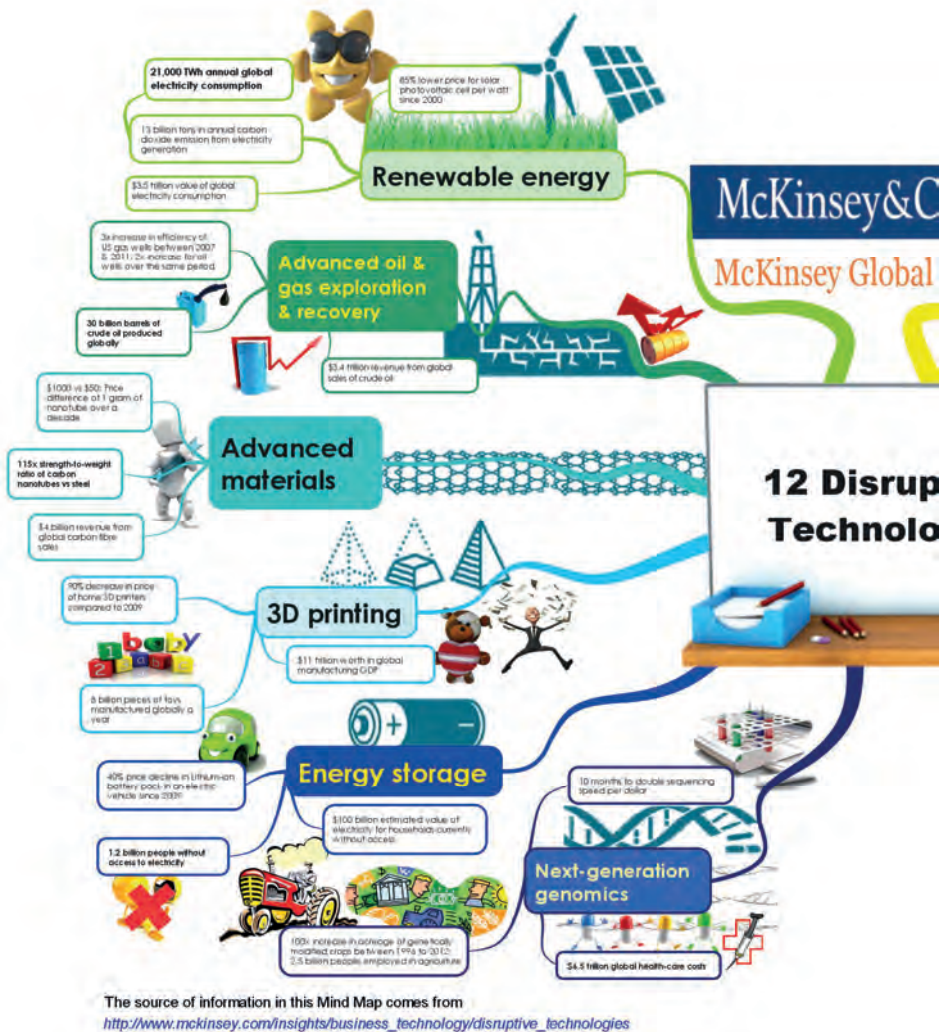 21,000 TWh annual global
electricity consumption
85% lower price for solar
photovoltaic cell per watt
since 2000
13 billion tons in annual carbon
dioxide emission from electricity
generation
$3.5 trillion value of global
electricity consumption
Renewable energy
McKinsey&C
McKinsey Global
3x increase in efficiency of
US gas wells between 2007
& 2011; 2x increase for oil
wells over the same period
Advanced oil &
gas exploration
& recovery
30 billion barrels of
crude oil produced
globally
$3.4 trillion revenue from global
sales of crude oil
$1000 vs $50: Price
difference of 1 gram of
nanotube over a
decade
Advanced
materials
115x strength-to-weight
ratio of carbon
nanotubes vs steel
$4 billion revenue from
global carbon fibre
sales
12 Disrup
Technolo
90% decrease in price
of home 3D printers
compared to 2009
3D printing
1 baby
2
$11 trillion worth in global
manufacturing GDP
8 billion pieces of toys
manufactured globally a
year
+ −
Energy storage
40% price decline in Lithium-ion
battery pack in an electric
vehicle since 2009
$100 billion estimated value of
electricity for households currently
without access
1.2 billion people without
access to electricity
10 months to double sequencing
speed per dollar
Next-generation
genomics
100x increase in acreage of genetically
modified crops between 1996 to 2012;
2.5 billion people employed in agriculture
$6.5 trillion global health-care costs
The source of information in this Mind Map comes from
http://www.mckinsey.com/insights/business_technology/disruptive_technologies